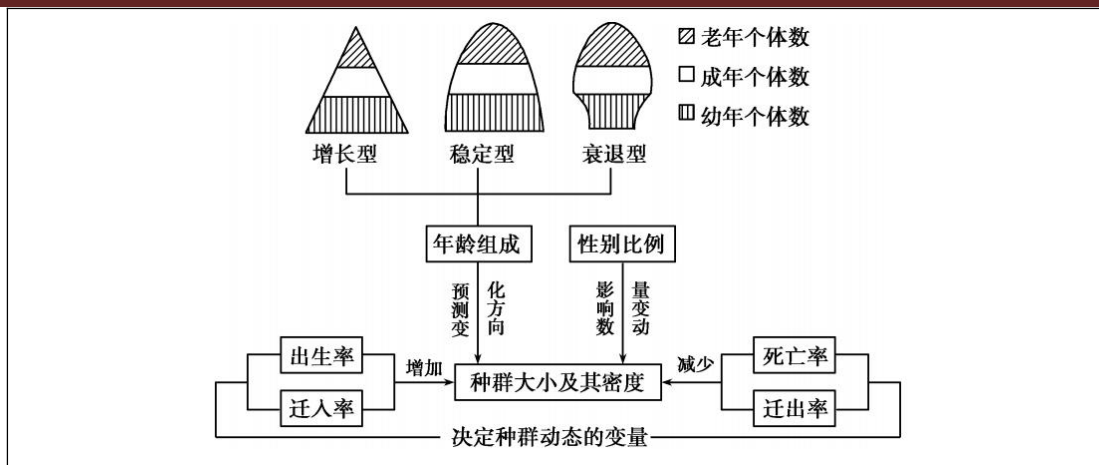 老年个体数
成年个体数
幼年个体数
增长型
稳定型
衰退型
年龄组成
性别比例
预测变
化方向
影响数
量变动
出生率
迁入率
增加
种群大小及其密度
减少
死亡率
迁出率
决定种群动态的变量